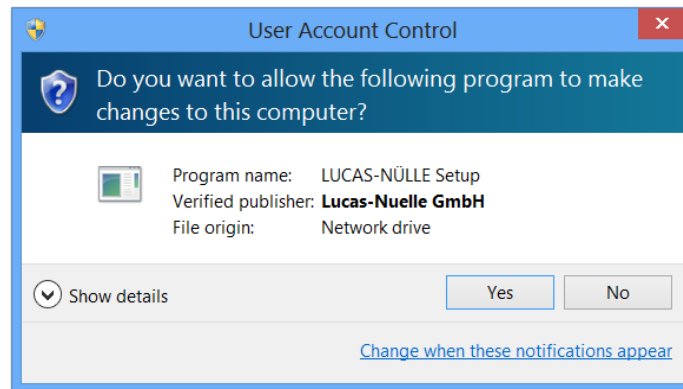 User Account Control
Do you want to allow the following program to make
changes to this computer?
Program name: LUCAS-NÜLLE Setup
Verified publisher: Lucas-Nuelle GmbH
File origin: Network drive
Show details
Yes
No
Change when these notifications appear